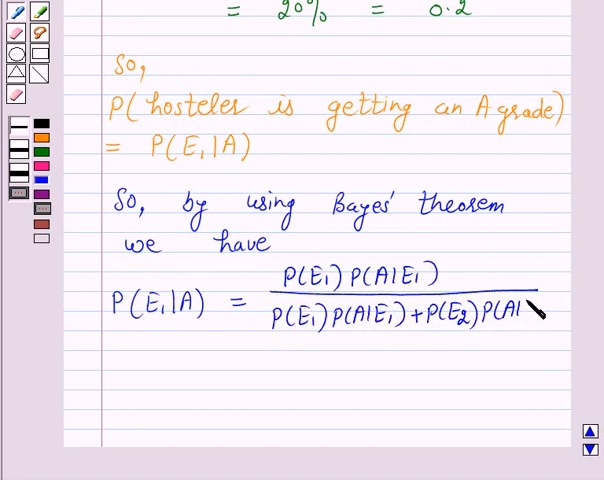 = 20% = 0.2
So,
P(hosteler is getting an A grade)
= P(E₁|A)
So, by using Bayes' theorem
we have
P(E₁|A) = P(E₁) P(A|E₁)
P(E₁) P(A|E₁) + P(E₂) P(A|